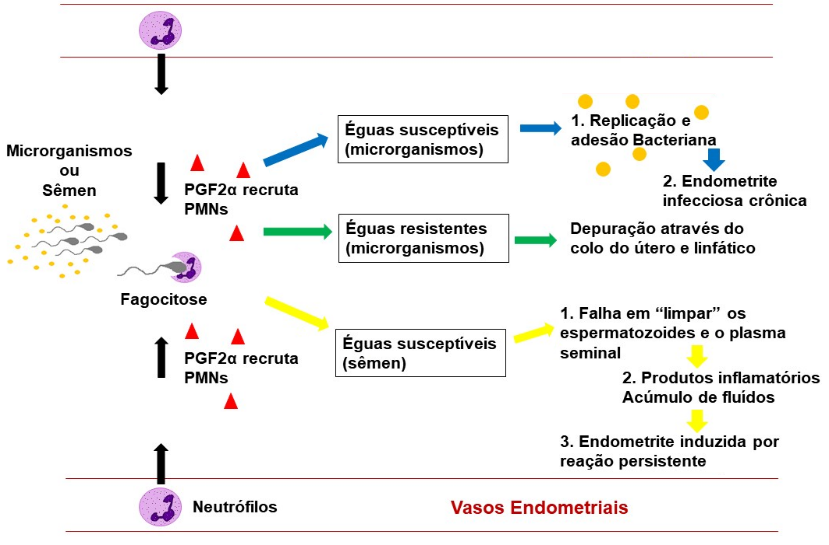 Microrganismos
ou
Sêmen
PGF2α recruta
PMNs
Fagocitose
PGF2α recruta
PMNs
Neutrófilos
Éguas susceptíveis
(microrganismos)
1. Replicação e
adesão Bacteriana
2. Endometrite
infecciosa crônica
Éguas resistentes
(microrganismos)
Depuração através do
colo do útero e linfático
Éguas susceptíveis
(sêmen)
1. Falha em “limpar” os
espermatozoides e o plasma
seminal
2. Produtos inflamatórios
Acúmulo de fluídos
3. Endometrite induzida por
reação persistente
Vasos Endometriais